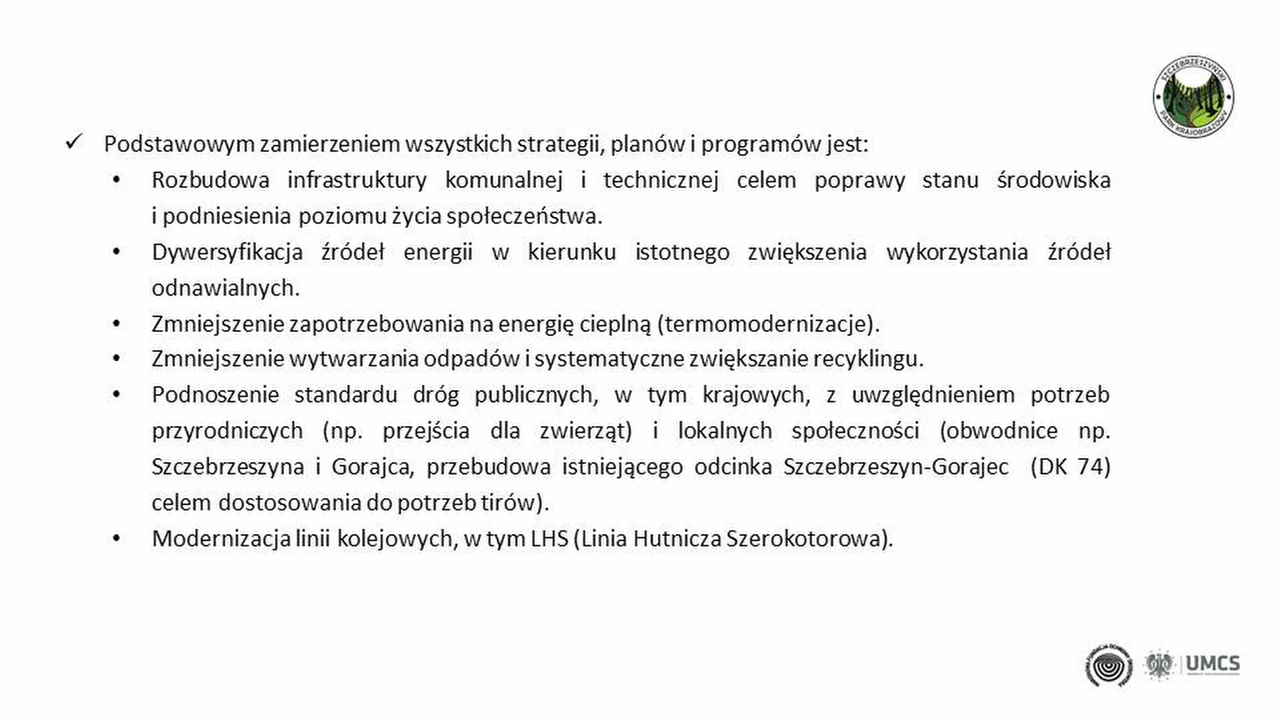 SZCZEBRZESZYŃSKI
PARK KRAJOBRAZOWY
✓ Podstawowym zamierzeniem wszystkich strategii, planów i programów jest:
• Rozbudowa infrastruktury komunalnej i technicznej celem poprawy stanu środowiska
i podniesienia poziomu życia społeczeństwa.
• Dywersyfikacja źródeł energii w kierunku istotnego zwiększenia wykorzystania źródeł
odnawialnych.
• Zmniejszenie zapotrzebowania na energię cieplną (termomodernizacje).
• Zmniejszenie wytwarzania odpadów i systematyczne zwiększanie recyklingu.
• Podnoszenie standardu dróg publicznych, w tym krajowych, z uwzględnieniem potrzeb
przyrodniczych (np. przejścia dla zwierząt) i lokalnych społeczności (obwodnice np.
Szczebrzeszyna i Gorajca, przebudowa istniejącego odcinka Szczebrzeszyn-Gorajec (DK 74)
celem dostosowania do potrzeb tirów).
• Modernizacja linii kolejowych, w tym LHS (Linia Hutnicza Szerokotorowa).
UMCS